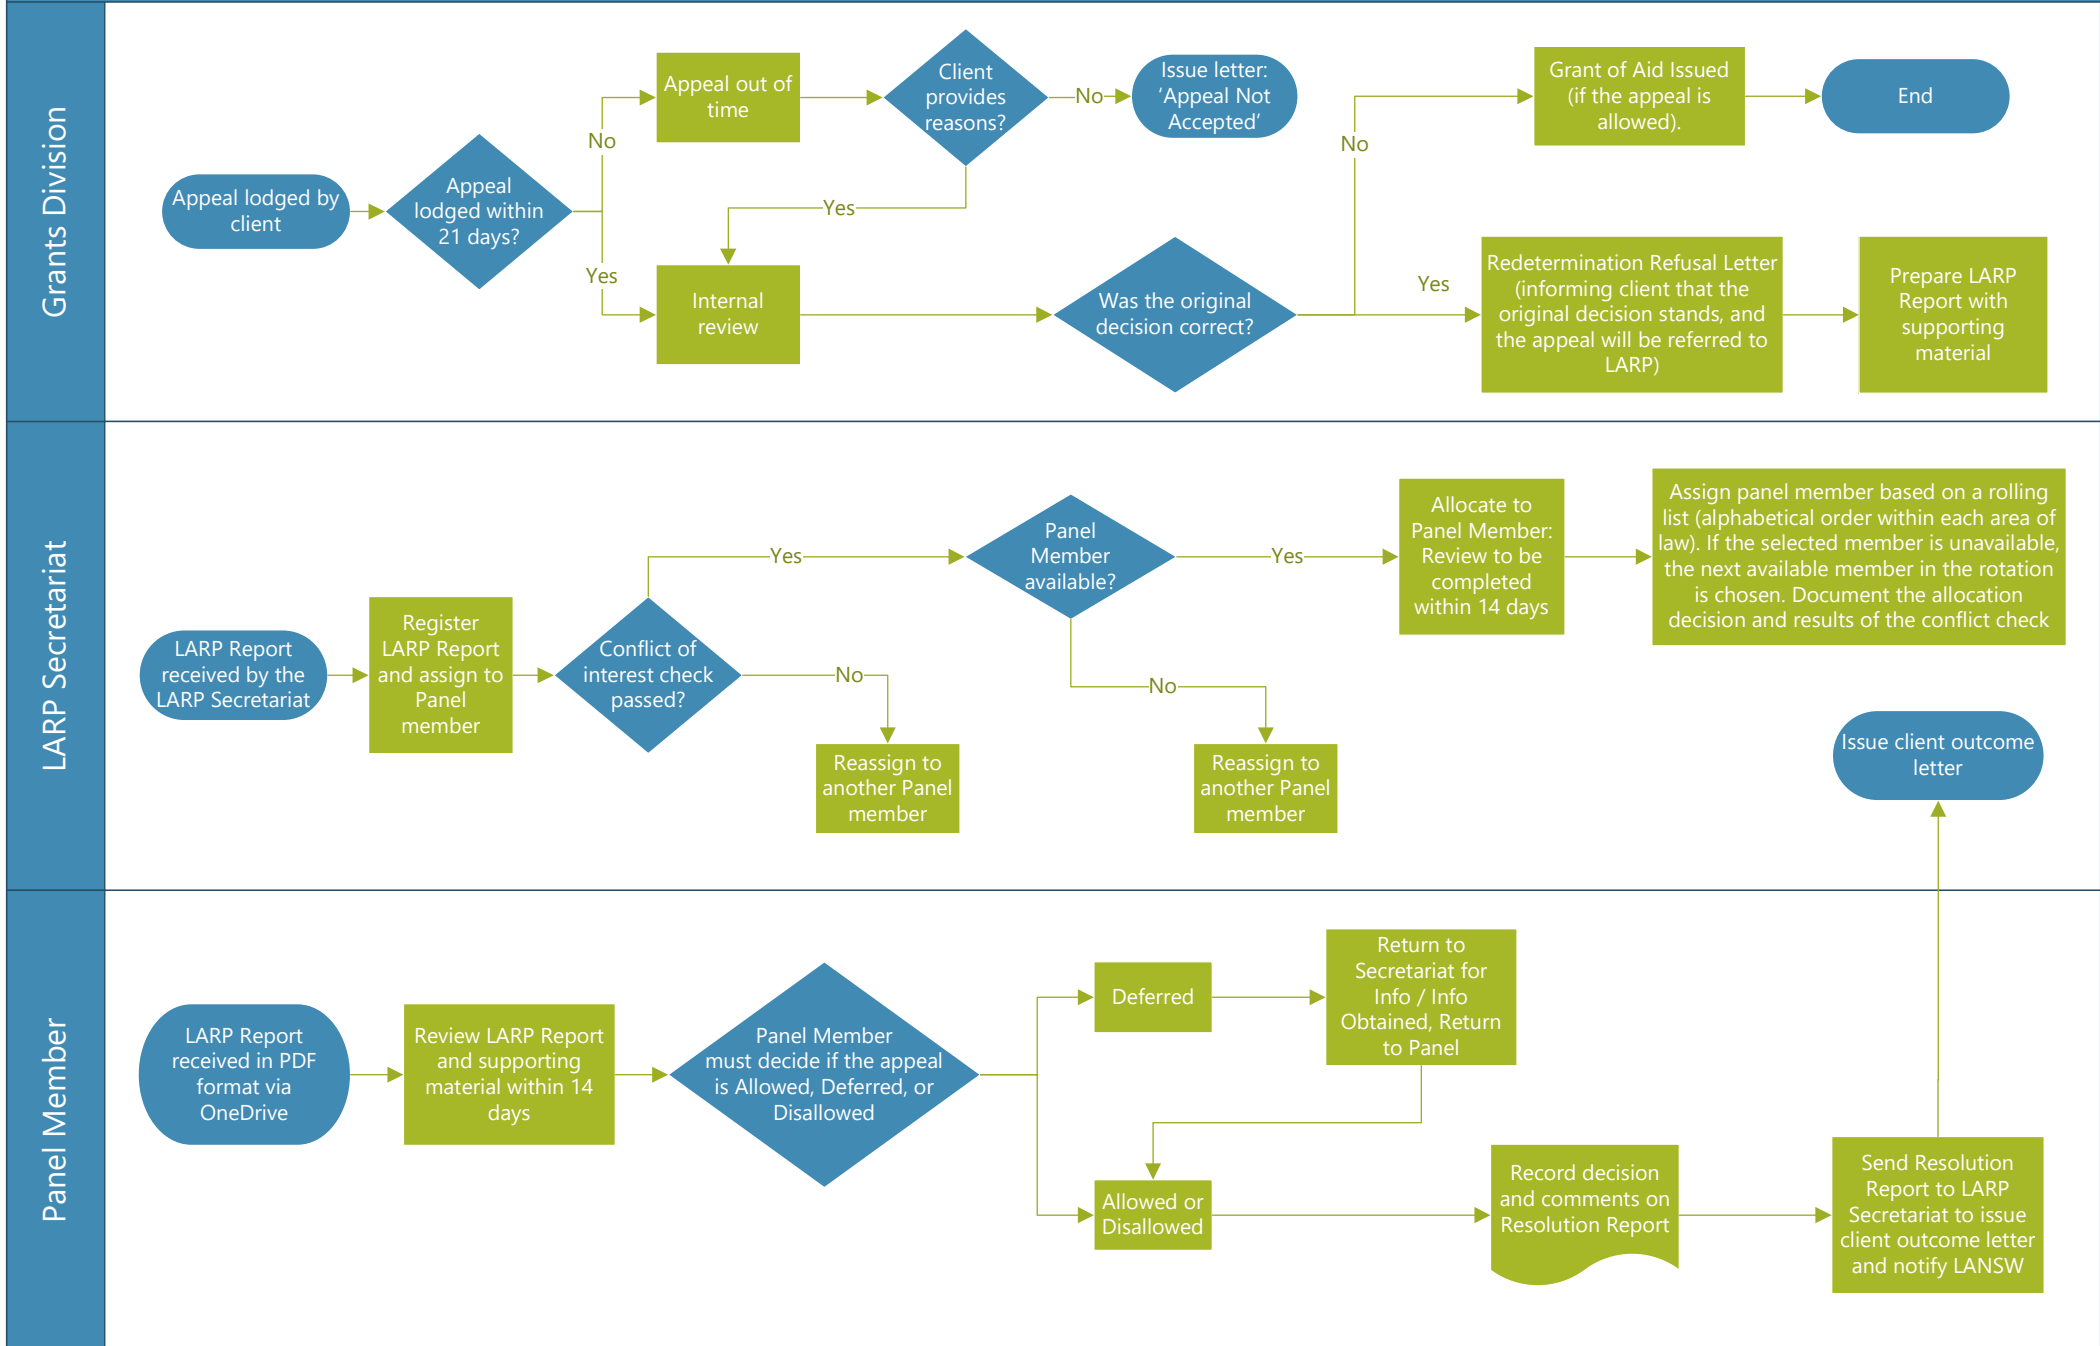 Grants Division
Appeal lodged by
client
Appeal
lodged within
21 days?
No
Yes
Appeal out of
time
Client
provides
reasons?
No
Issue letter:
‘Appeal Not
Accepted’
Yes
Internal
review
Was the original
decision correct?
No
Yes
Grant of Aid Issued
(if the appeal is
allowed).
End
Redetermination Refusal Letter
(informing client that the
original decision stands, and
the appeal will be referred to
LARP)
Prepare LARP
Report with
supporting
material
LARP Secretariat
LARP Report
received by the
LARP Secretariat
Register
LARP Report
and assign to
Panel
member
Conflict of
interest check
passed?
Yes
No
Reassign to
another Panel
member
Panel
Member
available?
Yes
No
Reassign to
another Panel
member
Allocate to
Panel Member:
Review to be
completed
within 14 days
Assign panel member based on a rolling
list (alphabetical order within each area of
law). If the selected member is unavailable,
the next available member in the rotation
is chosen. Document the allocation
decision and results of the conflict check
Issue client outcome
letter
Panel Member
LARP Report
received in PDF
format via
OneDrive
Review LARP Report
and supporting
material within 14
days
Panel Member
must decide if the appeal
is Allowed, Deferred, or
Disallowed
Deferred
Return to
Secretariat for
Info / Info
Obtained, Return
to Panel
Allowed or
Disallowed
Record decision
and comments on
Resolution Report
Send Resolution
Report to LARP
Secretariat to issue
client outcome letter
and notify LANSW